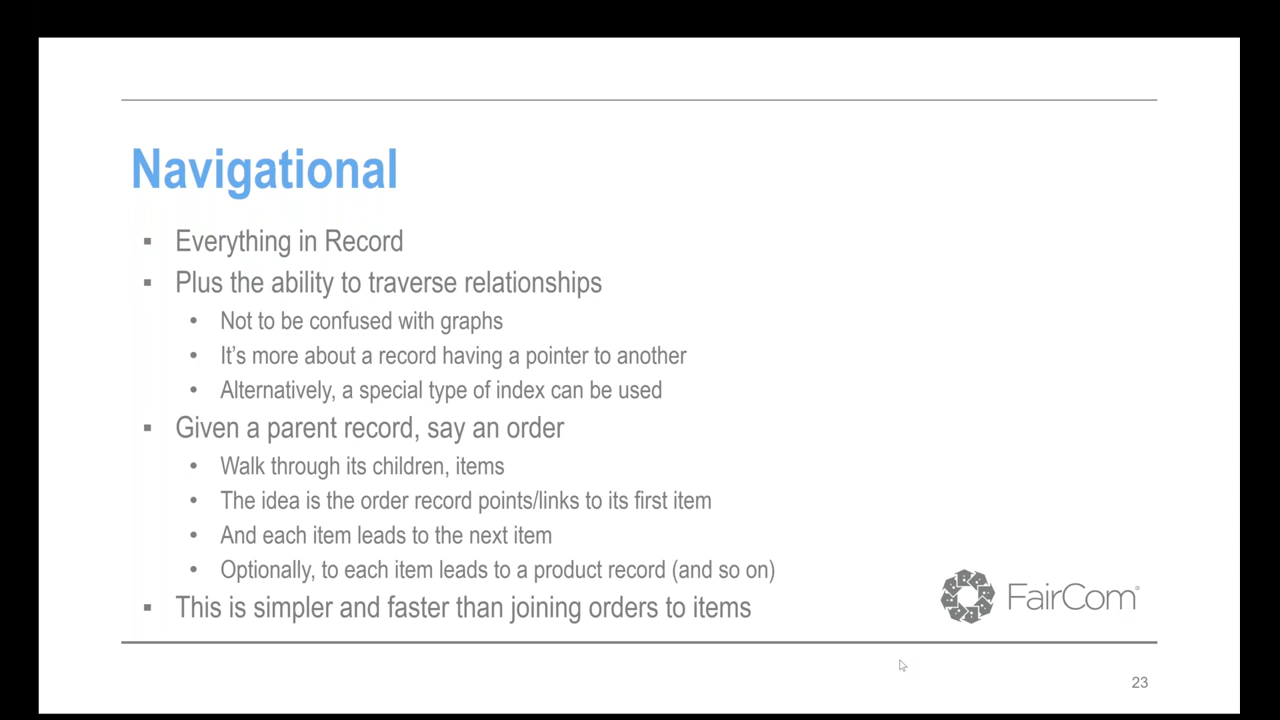 Navigational
▪ Everything in Record
▪ Plus the ability to traverse relationships
• Not to be confused with graphs
• It's more about a record having a pointer to another
• Alternatively, a special type of index can be used
▪ Given a parent record, say an order
• Walk through its children, items
• The idea is the order record points/links to its first item
• And each item leads to the next item
• Optionally, to each item leads to a product record (and so on)
▪ This is simpler and faster than joining orders to items
FairCom®
23